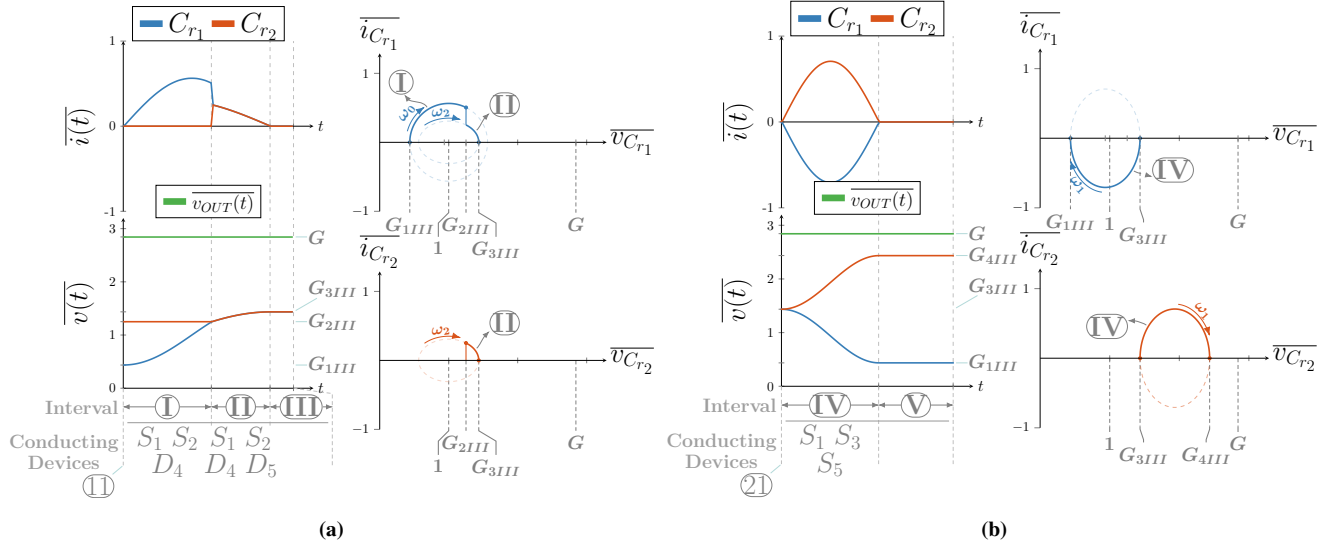 C_{r_1} C_{r_2}
1
0
-1
\overline{i(t)}
t
\overline{v_{OUT}(t)}
3
2
1
0
\overline{v(t)}
t
G
G_{3III}
G_{2III}
G_{1III}
Interval
I II III
Conducting
Devices
S_1 S_2 S_1 S_2
D_4 D_4 D_5
11
\overline{i_{C_{r_1}}}
1
I
II
ω_0 ω_2
0
\overline{v_{C_{r_1}}}
-1
G_{1III} G_{2III} G
1 G_{3III}
\overline{i_{C_{r_2}}}
1
ω_2
II
0
\overline{v_{C_{r_2}}}
-1
G_{2III} G
1 G_{3III}
(a)
C_{r_1} C_{r_2}
1
0
-1
\overline{i(t)}
t
\overline{v_{OUT}(t)}
3
2
1
0
\overline{v(t)}
t
G
G_{4III}
G_{3III}
G_{1III}
Interval
IV V
Conducting
Devices
S_1 S_3
S_5
21
\overline{i_{C_{r_1}}}
1
0
\overline{v_{C_{r_1}}}
IV
ω_1
-1
G_{1III} 1 G
G_{3III}
\overline{i_{C_{r_2}}}
1
IV
ω_1
0
\overline{v_{C_{r_2}}}
-1
1 G
G_{3III} G_{4III}
(b)